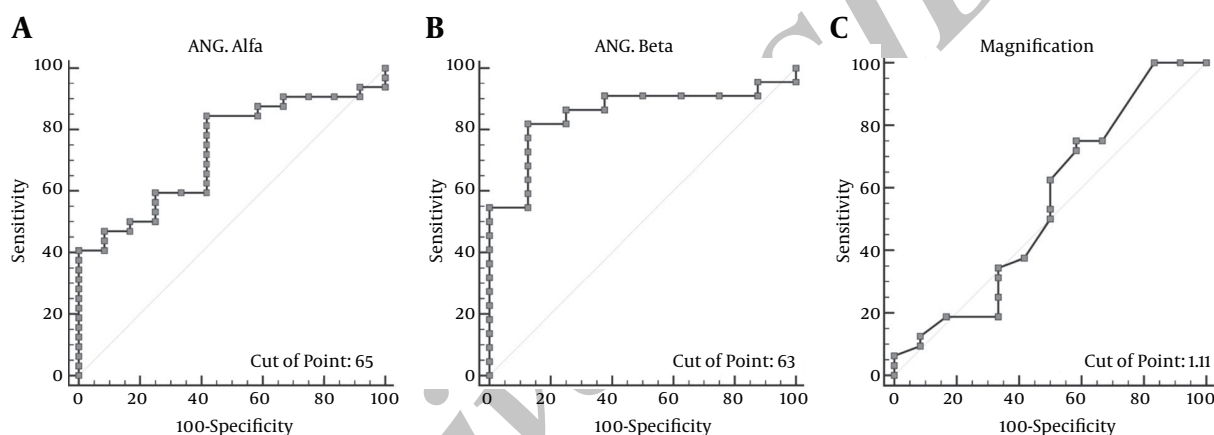 A
ANG. Alfa
100
80
60
40
20
0
Sensitivity
Cut of Point: 65
0 20 40 60 80 100
100-Specificity
B
ANG. Beta
100
80
60
40
20
0
Sensitivity
Cut of Point: 63
0 20 40 60 80 100
100-Specificity
C
Magnification
100
80
60
40
20
0
Sensitivity
Cut of Point: 1.11
0 20 40 60 80 100
100-Specificity